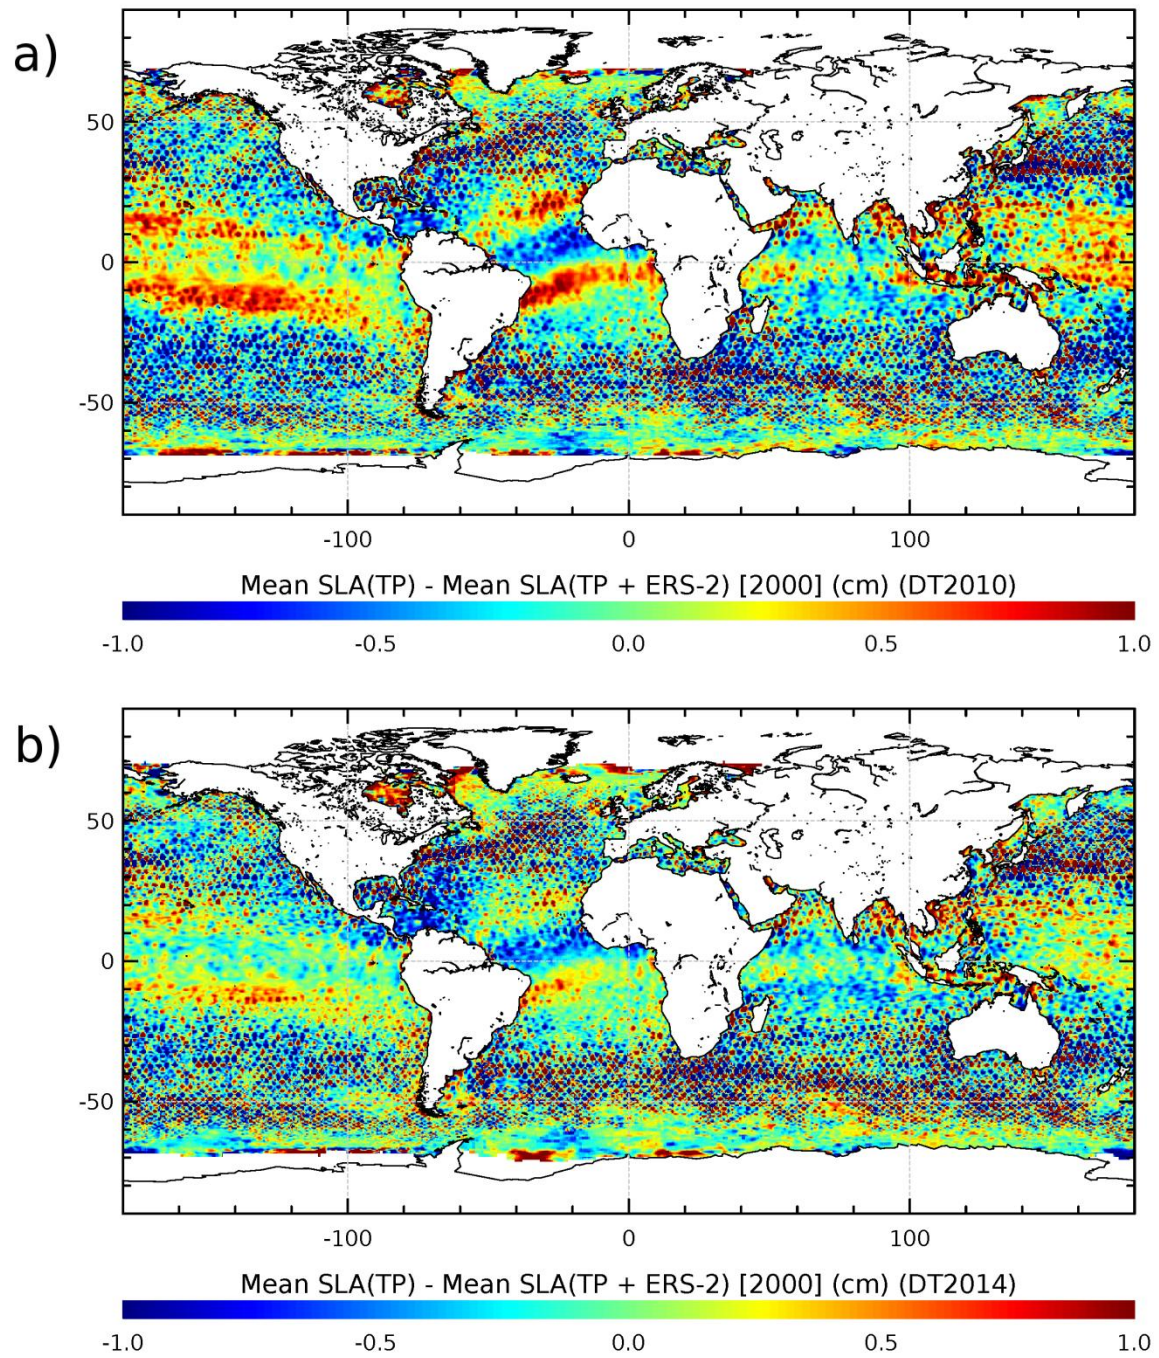 a)
50
0
-50
-100 0 100
Mean SLA(TP) - Mean SLA(TP + ERS-2) [2000] (cm) (DT2010)
-1.0 -0.5 0.0 0.5 1.0
b)
50
0
-50
-100 0 100
Mean SLA(TP) - Mean SLA(TP + ERS-2) [2000] (cm) (DT2014)
-1.0 -0.5 0.0 0.5 1.0